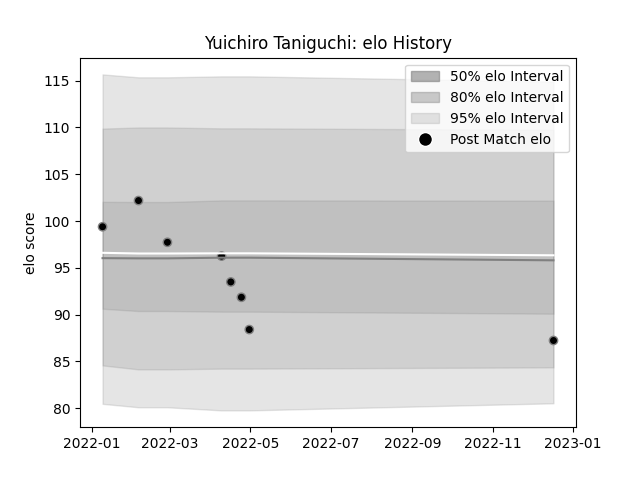 Yuichiro Taniguchi: elo History
50% elo Interval
80% elo Interval
95% elo Interval
Post Match elo
elo score
115
110
105
100
95
90
85
80
2022-01
2022-03
2022-05
2022-07
2022-09
2022-11
2023-01